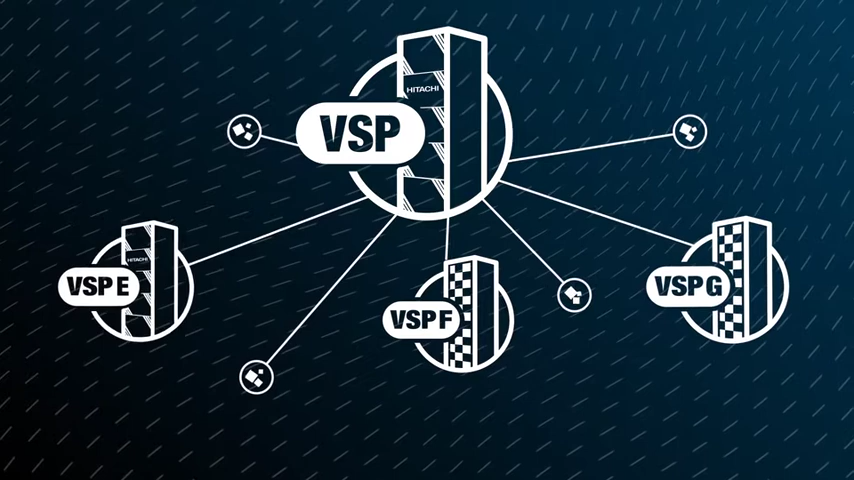 HITACHI
VSP
HITACHI
VSP E
VSP F
VSP G